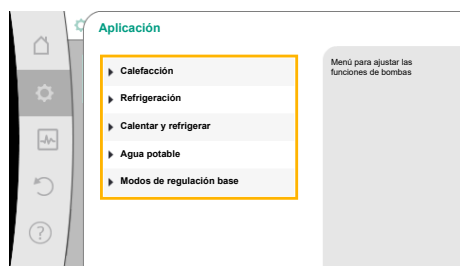 Aplicación
Calefacción
Refrigeración
Calentar y refrigerar
Agua potable
Modos de regulación base
Menú para ajustar las
funciones de bombas